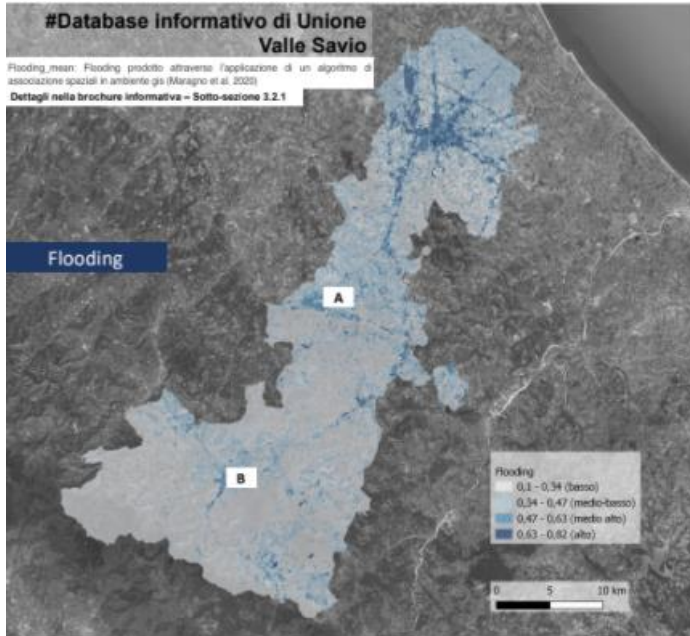 #Database informativo di Unione
Valle Savio
Flooding_mean: Flooding prodotto attraverso l'applicazione di un algoritmo di
associazione spaziali in ambiente gis (Maragno et al. 2020)
Dettagli nella brochure informativa – Sotto-sezione 3.2.1
Flooding
A
B
Flooding
0,1 - 0,34 (basso)
0,34 - 0,47 (medio-basso)
0,47 - 0,63 (medio alto)
0,63 - 0,82 (alto)
0 5 10 km